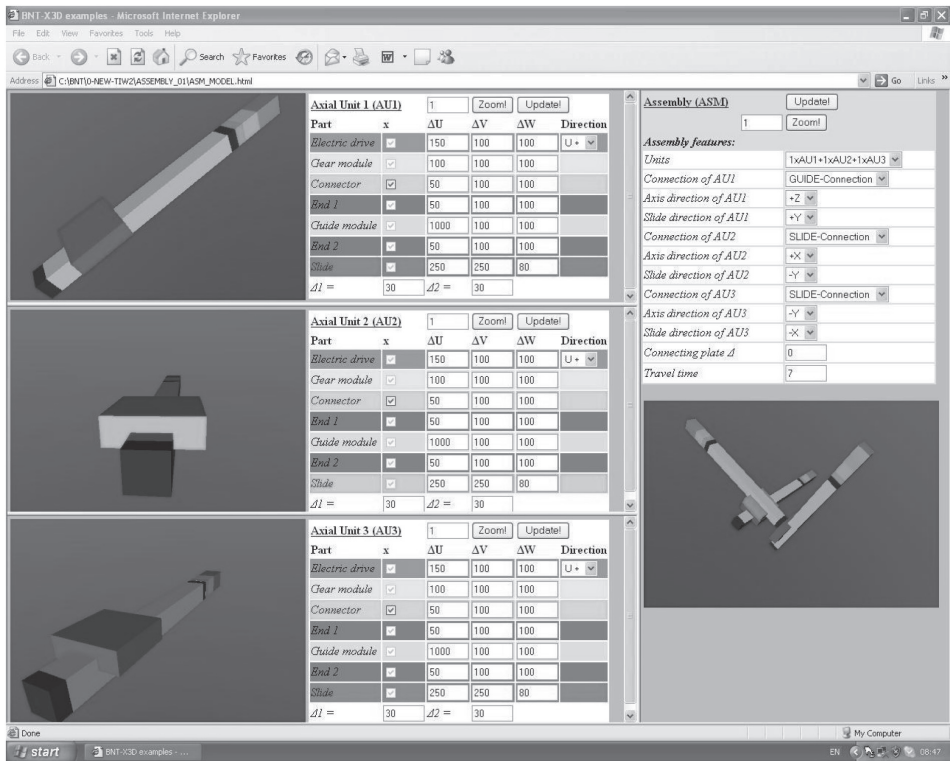 BNT-X3D examples - Microsoft Internet Explorer
File Edit View Favorites Tools Help
Back Search Favorites
Address C:\BNT\0-NEW-TIW2\ASSEMBLY_01\ASM_MODEL.html Go Links »
Axial Unit 1 (AU1) 1 Zoom! Update!
Part x ΔU ΔV ΔW Direction
Electric drive 150 100 100 U +
Gear module 100 100 100
Connector 50 100 100
End 1 50 100 100
Guide module 1000 100 100
End 2 50 100 100
Slide 250 250 80
Δ1 = 30 Δ2 = 30
Axial Unit 2 (AU2) 1 Zoom! Update!
Part x ΔU ΔV ΔW Direction
Electric drive 150 100 100 U +
Gear module 100 100 100
Connector 50 100 100
End 1 50 100 100
Guide module 1000 100 100
End 2 50 100 100
Slide 250 250 80
Δ1 = 30 Δ2 = 30
Axial Unit 3 (AU3) 1 Zoom! Update!
Part x ΔU ΔV ΔW Direction
Electric drive 150 100 100 U +
Gear module 100 100 100
Connector 50 100 100
End 1 50 100 100
Guide module 1000 100 100
End 2 50 100 100
Slide 250 250 80
Δ1 = 30 Δ2 = 30
Assembly (ASM) Update!
1 Zoom!
Assembly features:
Units 1xAU1+1xAU2+1xAU3
Connection of AU1 GUIDE-Connection
Axis direction of AU1 +Z
Slide direction of AU1 +Y
Connection of AU2 SLIDE-Connection
Axis direction of AU2 +X
Slide direction of AU2 -Y
Connection of AU3 SLIDE-Connection
Axis direction of AU3 -Y
Slide direction of AU3 -X
Connecting plate Δ 0
Travel time 7
Done My Computer
start BNT-X3D examples - ... EN 08:47